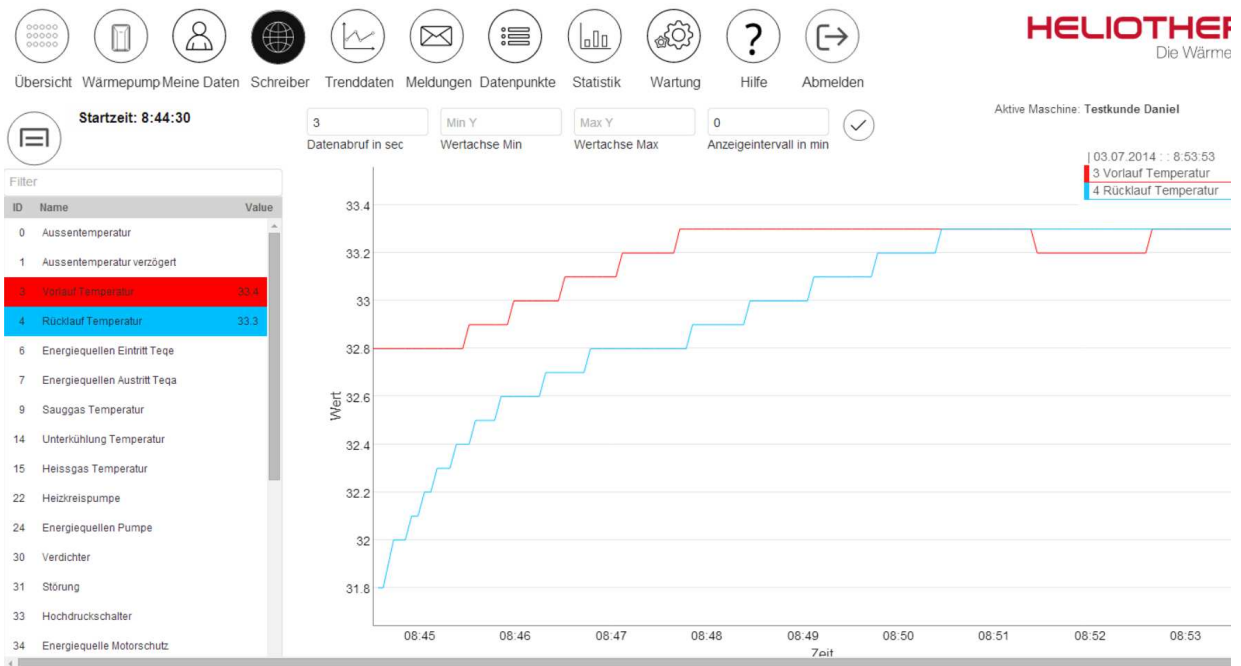 HELIOTHER
Die Wärme
Übersicht Wärmepump Meine Daten Schreiber Trenddaten Meldungen Datenpunkte Statistik Wartung Hilfe Abmelden
Startzeit: 8:44:30
3 Min Y Max Y 0
Datenabruf in sec Wertachse Min Wertachse Max Anzeigeintervall in min
Aktive Maschine: Testkunde Daniel
Filter
ID Name Value
0 Aussentemperatur
1 Aussentemperatur verzögert
3 Vorlauf Temperatur 33.4
4 Rücklauf Temperatur 33.3
6 Energiequellen Eintritt Teqe
7 Energiequellen Austritt Teqa
9 Sauggas Temperatur
14 Unterkühlung Temperatur
15 Heissgas Temperatur
22 Heizkreispumpe
24 Energiequellen Pumpe
30 Verdichter
31 Störung
33 Hochdruckschalter
34 Energiequelle Motorschutz
| 03.07.2014 : : 8:53:53
3 Vorlauf Temperatur
4 Rücklauf Temperatur
Wert
33.4
33.2
33
32.8
32.6
32.4
32.2
32
31.8
08:45 08:46 08:47 08:48 08:49 08:50 08:51 08:52 08:53
Zeit